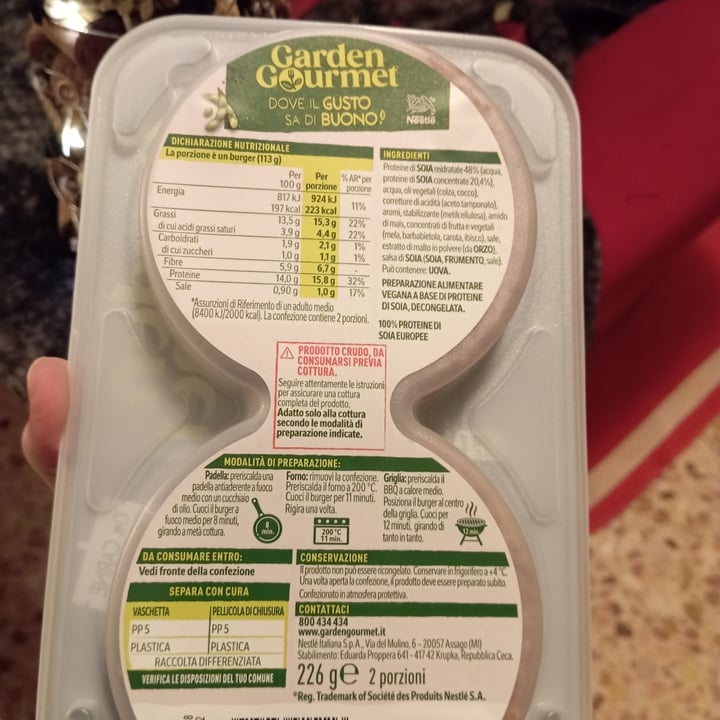 Garden
Gourmet
DOVE IL GUSTO
SA DI BUONO!
Nestlé
DICHIARAZIONE NUTRIZIONALE
La porzione è un burger (113 g)
Per 100 g Per porzione % AR* per porzione
Energia 817 kJ 924 kJ
197 kcal 223 kcal 11%
Grassi 13,5 g 15,3 g 22%
di cui acidi grassi saturi 3,9 g 4,4 g 22%
Carboidrati 1,9 g 2,1 g 1%
di cui zuccheri 1,0 g 1,1 g 1%
Fibre 5,9 g 6,7 g -
Proteine 14,0 g 15,8 g 32%
Sale 0,90 g 1,0 g 17%
*Assunzioni di Riferimento di un adulto medio
(8400 kJ/2000 kcal). La confezione contiene 2 porzioni.
INGREDIENTI
Proteine di SOIA reidratate 48% (acqua,
proteine di SOIA concentrate 20,4%),
acqua, oli vegetali (colza, cocco),
correttore di acidità (aceto tamponato),
aromi, stabilizzante (metilcellulosa), amido
di mais, concentrati di frutta e vegetali
(mela, barbabietola, carota, ibisco), sale,
estratto di malto in polvere (da ORZO),
salsa di SOIA (SOIA, FRUMENTO, sale).
Può contenere: UOVA.
PREPARAZIONE ALIMENTARE
VEGANA A BASE DI PROTEINE
DI SOIA, DECONGELATA.
100% PROTEINE DI
SOIA EUROPEE
PRODOTTO CRUDO, DA
CONSUMARSI PREVIA
COTTURA.
Seguire attentamente le istruzioni
per assicurare una cottura
completa del prodotto.
Adatto solo alla cottura
secondo le modalità di
preparazione indicate.
MODALITÀ DI PREPARAZIONE:
Padella: preriscalda una
padella antiaderente a fuoco
medio con un cucchiaio
di olio. Cuoci il burger a
fuoco medio per 8 minuti,
girando a metà cottura.
8
min.
Forno: rimuovi la confezione.
Preriscalda il forno a 200 °C.
Cuoci il burger per 11 minuti.
Rigira una volta.
200 °C
11 min.
Griglia: preriscalda il
BBQ a calore medio.
Posiziona il burger al centro
della griglia. Cuoci per
12 minuti, girando di
tanto in tanto.
12 min.
DA CONSUMARE ENTRO:
Vedi fronte della confezione
SEPARA CON CURA
VASCHETTA PELLICOLA DI CHIUSURA
PP 5 PP 5
PLASTICA PLASTICA
RACCOLTA DIFFERENZIATA
VERIFICA LE DISPOSIZIONI DEL TUO COMUNE
CONSERVAZIONE
Il prodotto non può essere ricongelato. Conservare in frigorifero a +4 °C.
Una volta aperta la confezione, il prodotto deve essere preparato subito.
Confezionato in atmosfera protettiva.
CONTATTACI
800 434 434
www.gardengourmet.it
Nestlé Italiana S.p.A., Via del Mulino, 6 – 20057 Assago (MI)
Stabilimento: Eduarda Proppera 641 - 417 42 Krupka, Repubblica Ceca.
226 g e 2 porzioni
*Reg. Trademark of Société des Produits Nestlé S.A.